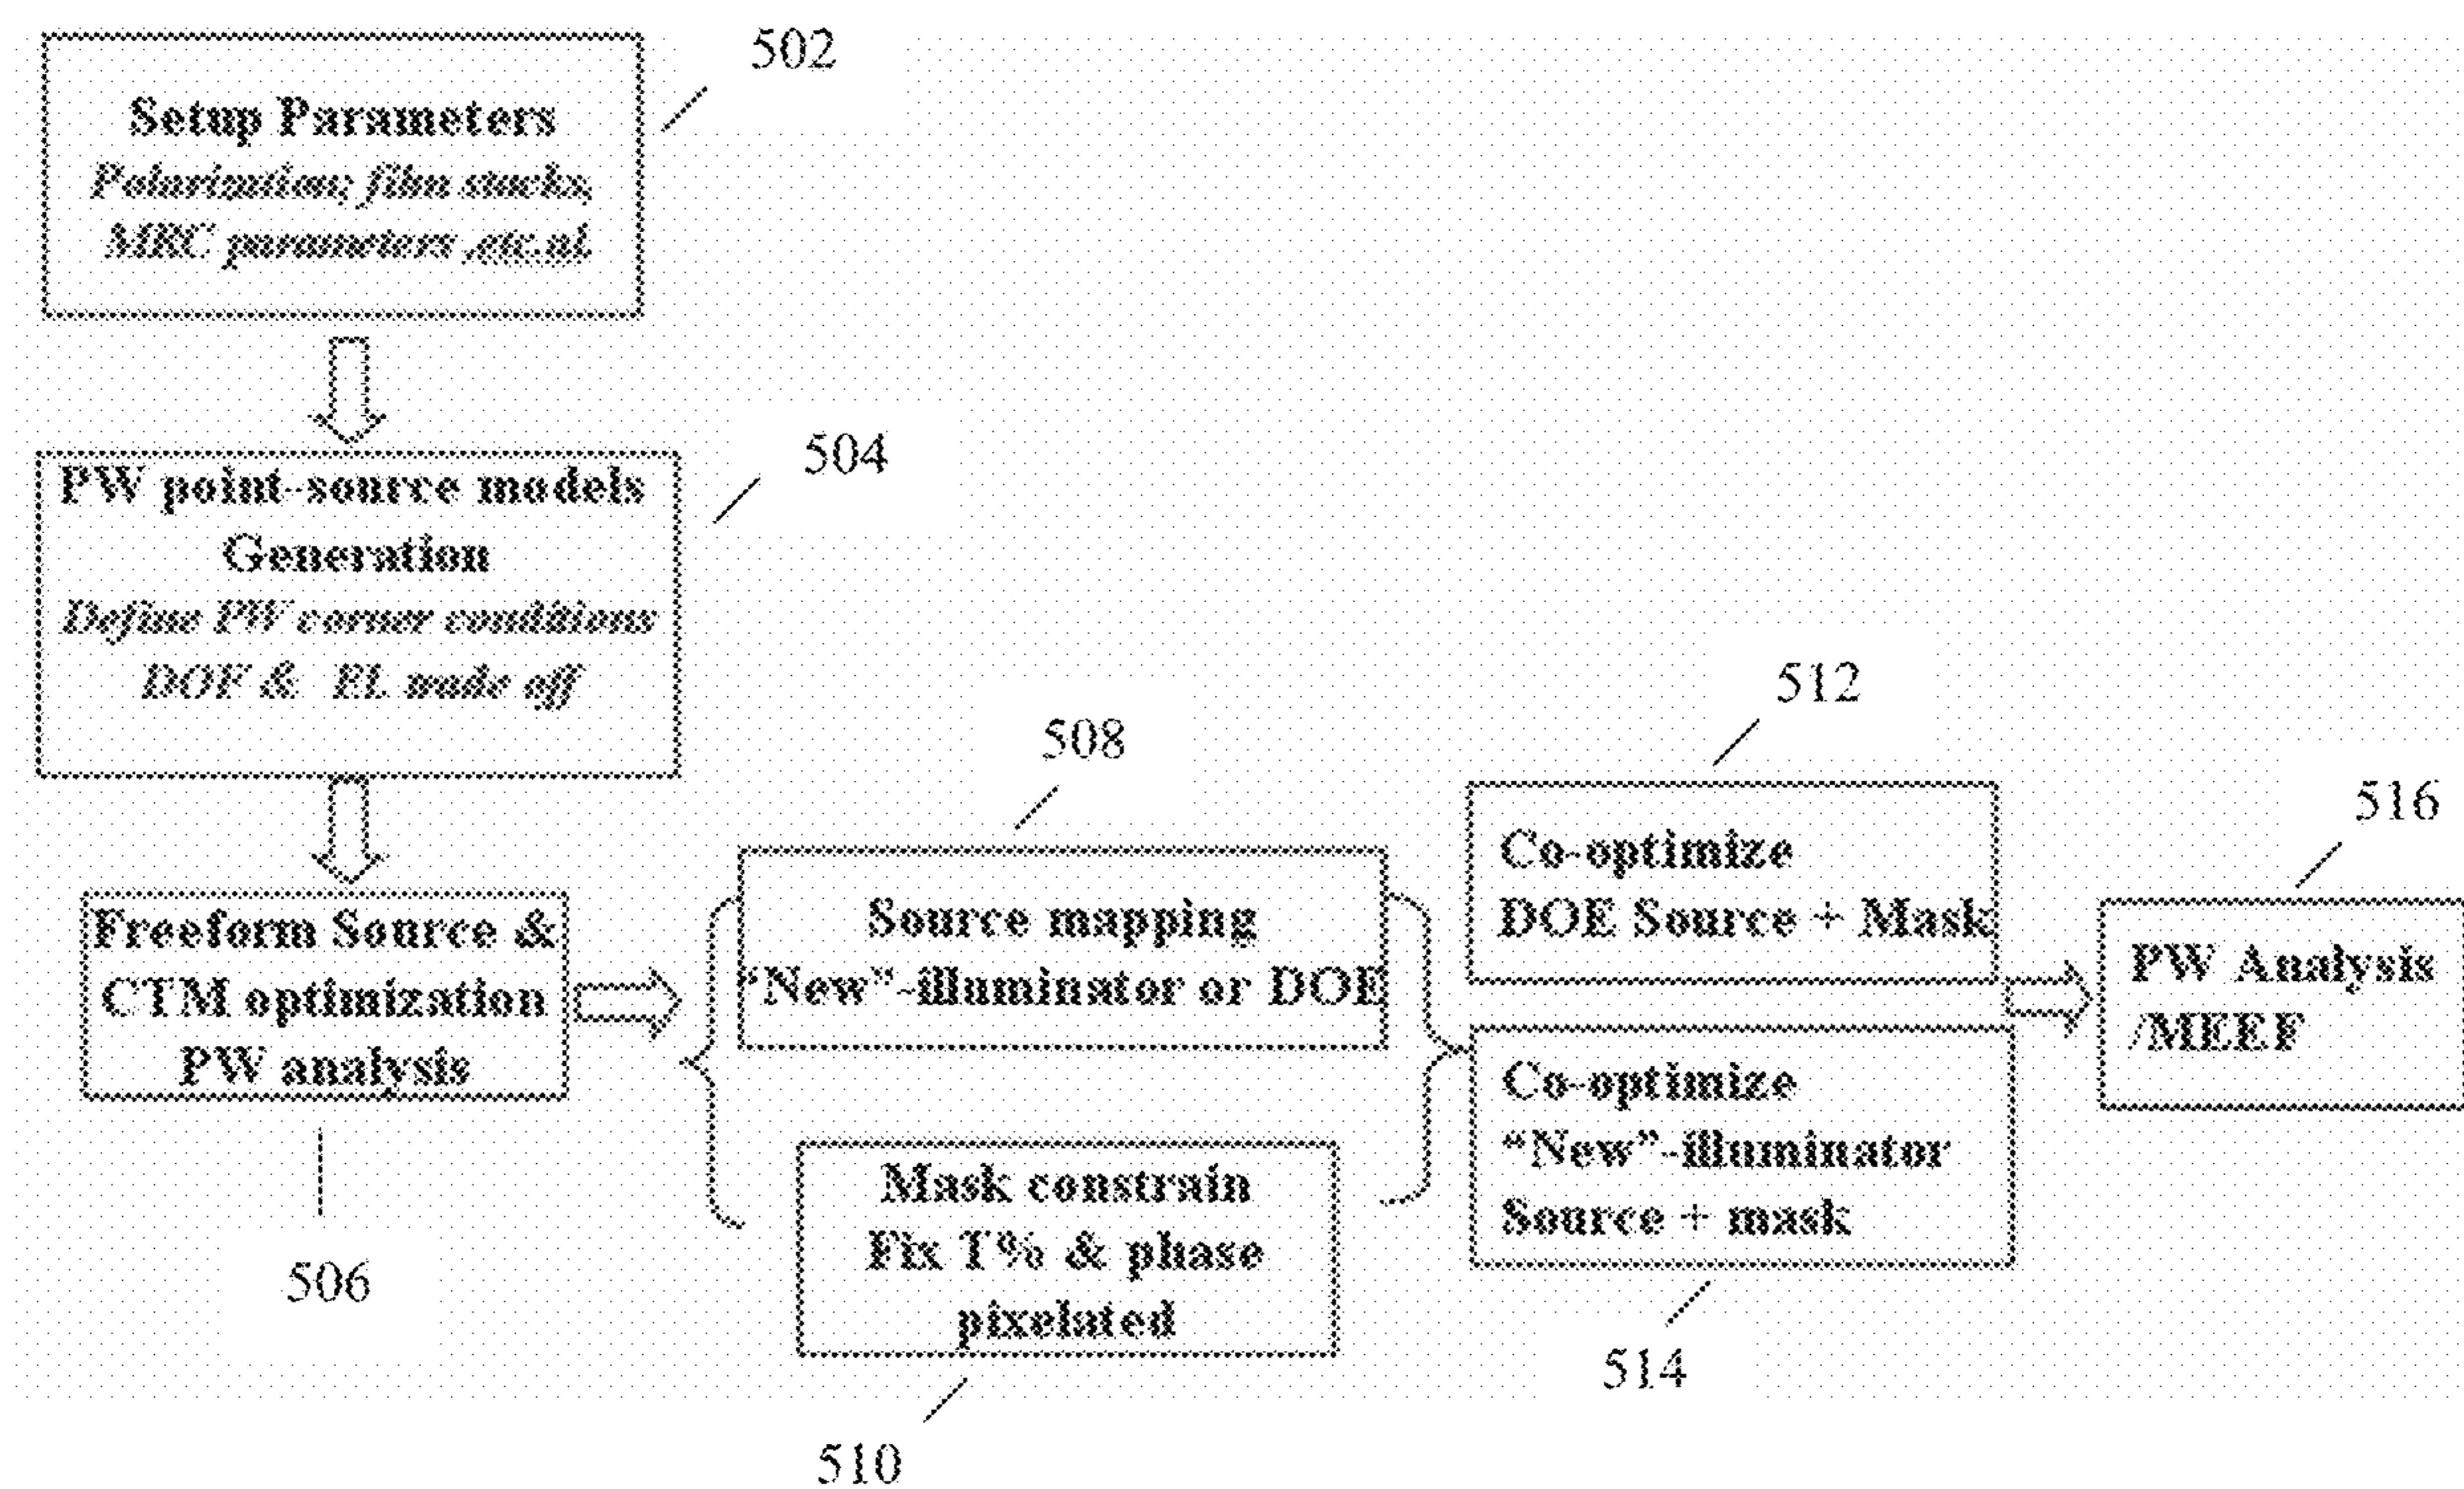 502
Setup Parameters
Polarization; film stacks,
MRC parameters ,etc.al.
504
PW point-source models
Generation
Define PW corner conditions
DOF & EL trade off
506
Freeform Source &
CTM optimization
PW analysis
508
Source mapping
“New”-illuminator or DOE
510
Mask constrain
Fix T% & phase
pixelated
512
Co-optimize
DOE Source + Mask
514
Co-optimize
“New”-illuminator
Source + mask
516
PW Analysis
/MEEF